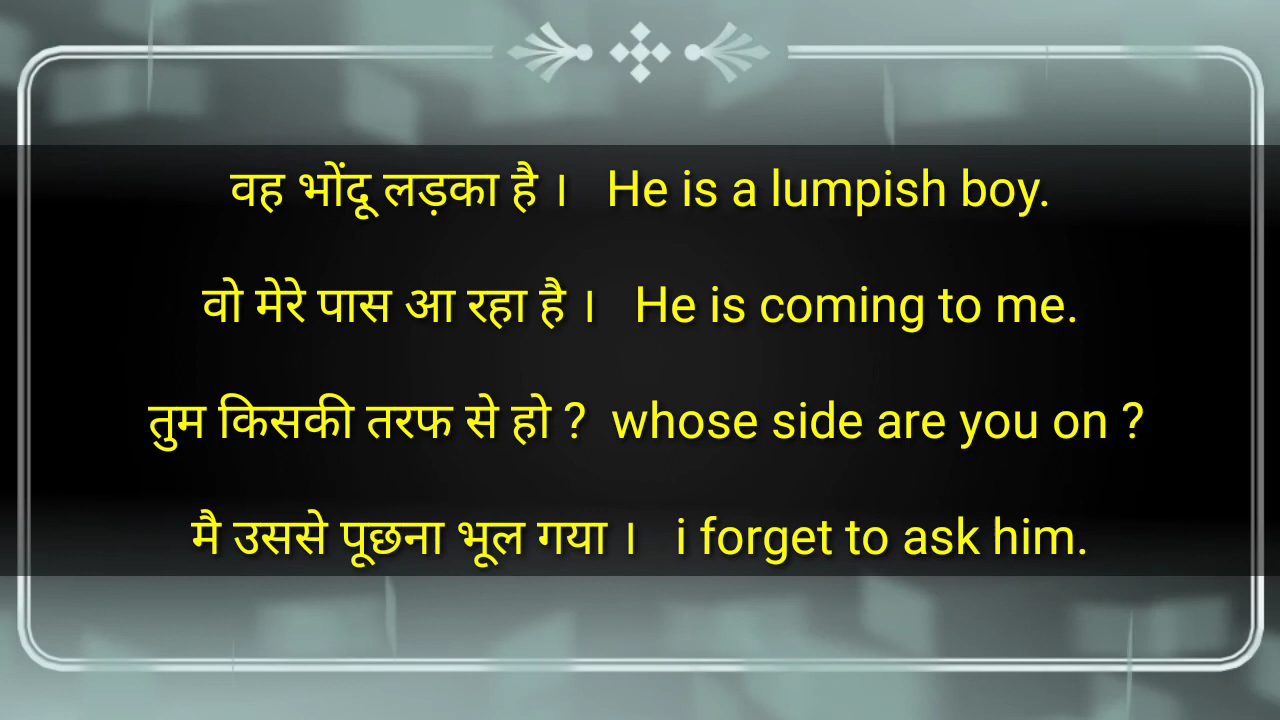 वह भोंदू लड़का है । He is a lumpish boy.
वो मेरे पास आ रहा है । He is coming to me.
तुम किसकी तरफ से हो ? whose side are you on ?
मै उससे पूछना भूल गया । i forget to ask him.